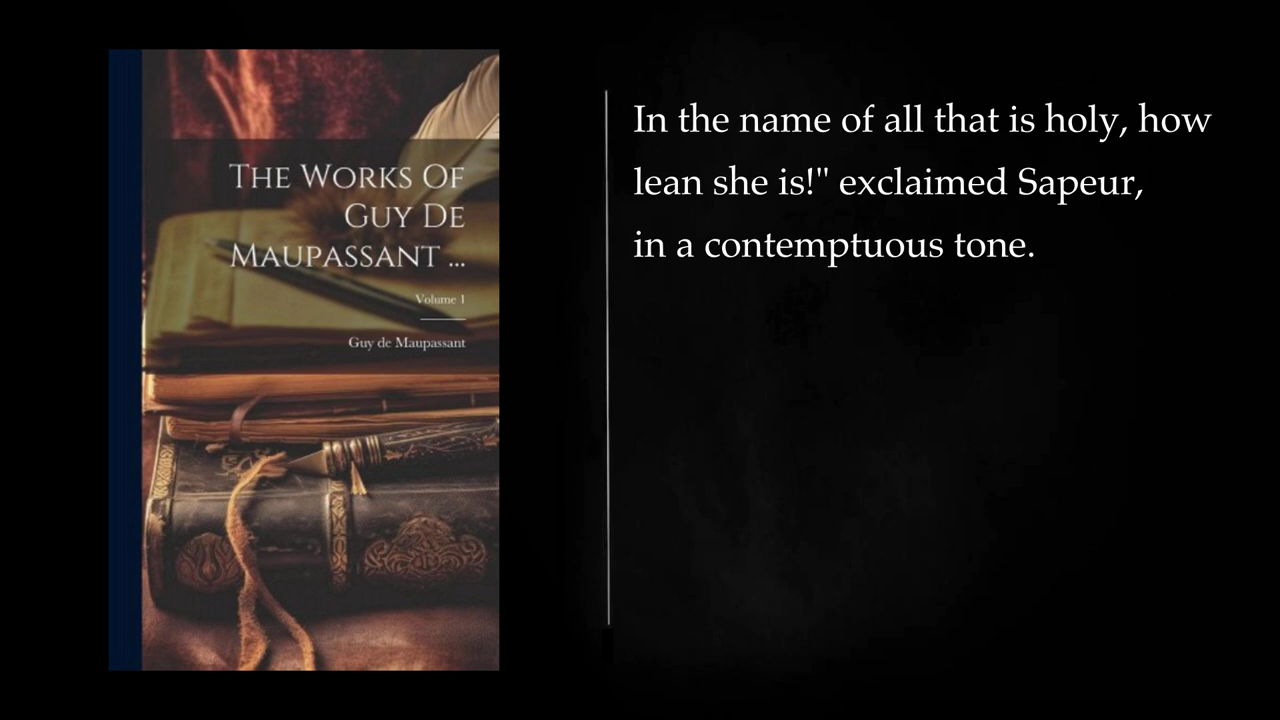 THE WORKS OF
GUY DE
MAUPASSANT ...
Volume 1
Guy de Maupassant
In the name of all that is holy, how
lean she is!" exclaimed Sapeur,
in a contemptuous tone.